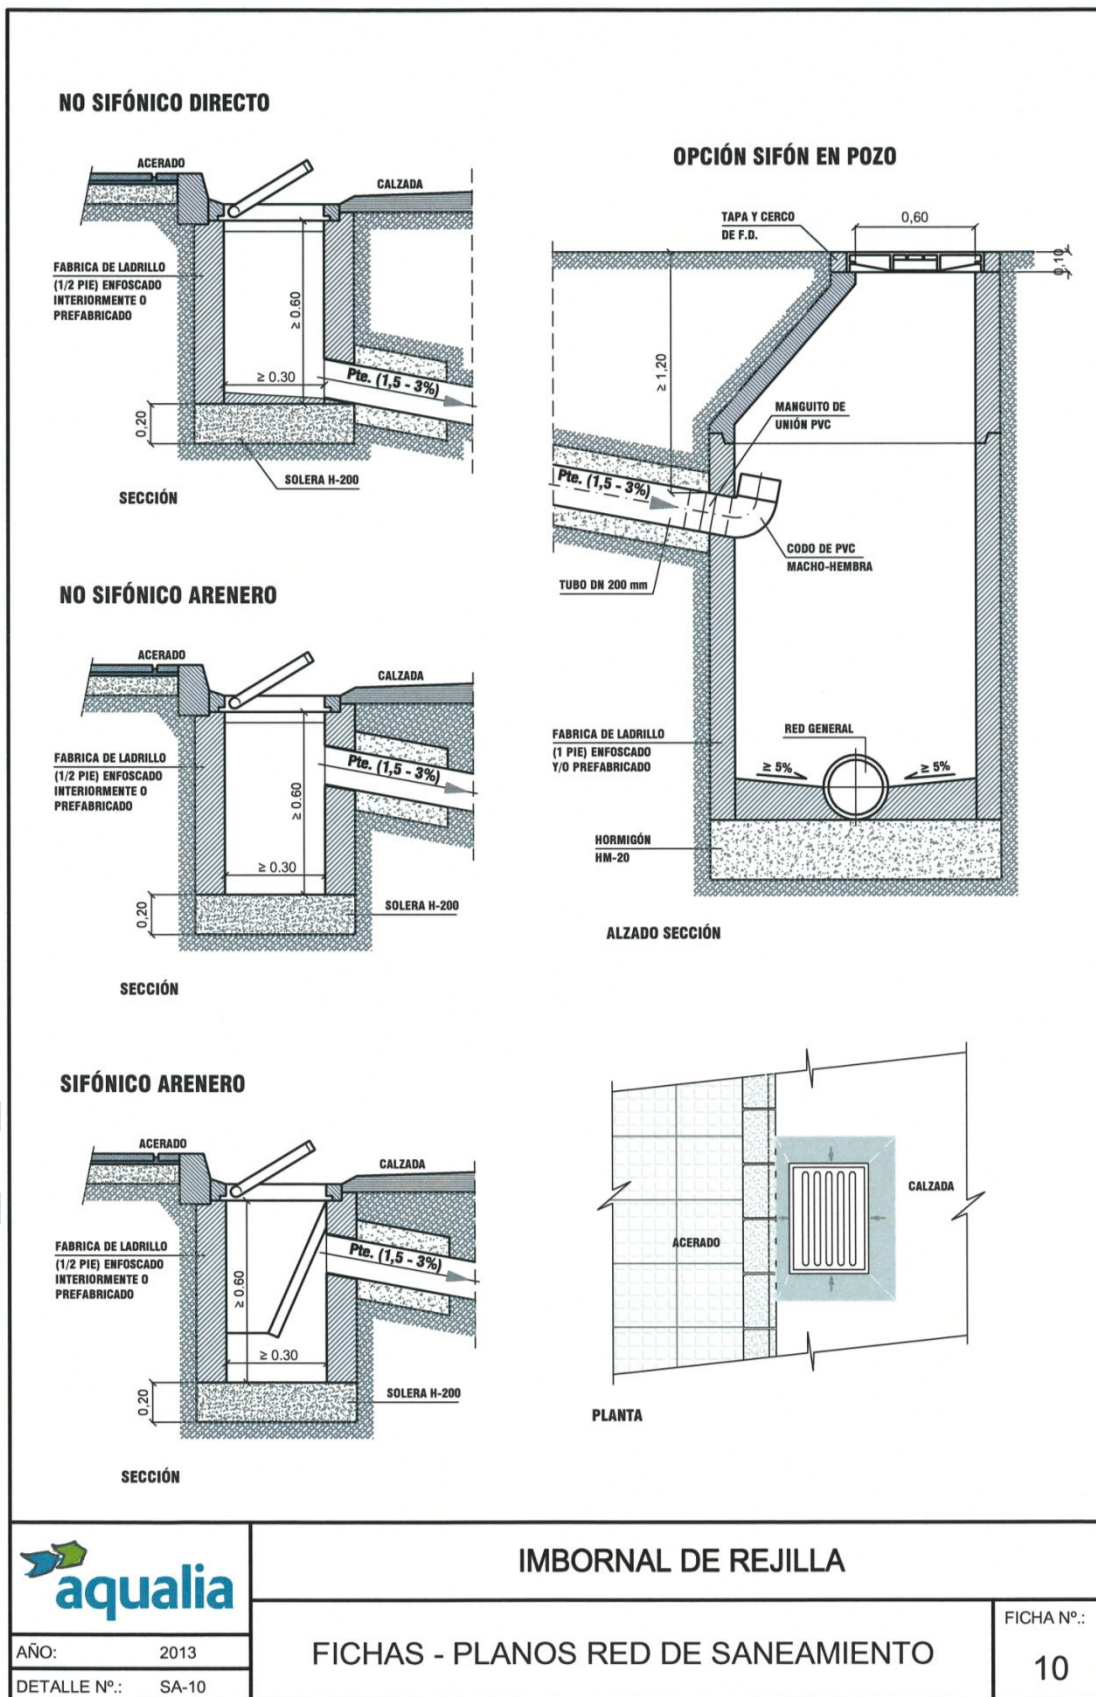 NO SIFÓNICO DIRECTO
ACERADO
CALZADA
FABRICA DE LADRILLO
(1/2 PIE) ENFOSCADO
INTERIORMENTE O
PREFABRICADO
≥ 0.60
≥ 0.30
Pte. (1,5 - 3%)
0,20
SOLERA H-200
SECCIÓN
OPCIÓN SIFÓN EN POZO
TAPA Y CERCO
DE F.D.
0,60
0,10
≥ 1,20
MANGUITO DE
UNIÓN PVC
Pte. (1,5 - 3%)
CODO DE PVC
MACHO-HEMBRA
TUBO DN 200 mm
FABRICA DE LADRILLO
(1 PIE) ENFOSCADO
Y/O PREFABRICADO
RED GENERAL
≥ 5%
≥ 5%
HORMIGÓN
HM-20
ALZADO SECCIÓN
NO SIFÓNICO ARENERO
ACERADO
CALZADA
FABRICA DE LADRILLO
(1/2 PIE) ENFOSCADO
INTERIORMENTE O
PREFABRICADO
Pte. (1,5 - 3%)
≥ 0.60
≥ 0.30
0,20
SOLERA H-200
SECCIÓN
SIFÓNICO ARENERO
ACERADO
CALZADA
FABRICA DE LADRILLO
(1/2 PIE) ENFOSCADO
INTERIORMENTE O
PREFABRICADO
Pte. (1,5 - 3%)
≥ 0.60
≥ 0.30
0,20
SOLERA H-200
SECCIÓN
ACERADO
CALZADA
PLANTA
aqualia
IMBORNAL DE REJILLA
AÑO: 2013
DETALLE Nº.: SA-10
FICHAS - PLANOS RED DE SANEAMIENTO
FICHA Nº.:
10